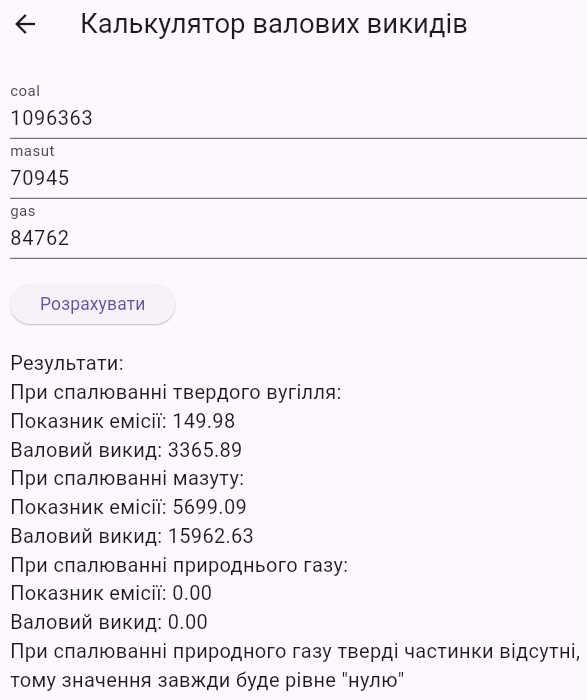 Калькулятор валових викидів
coal
1096363
masut
70945
gas
84762
Розрахувати
Результати:
При спалюванні твердого вугілля:
Показник емісії: 149.98
Валовий викид: 3365.89
При спалюванні мазуту:
Показник емісії: 5699.09
Валовий викид: 15962.63
При спалюванні природнього газу:
Показник емісії: 0.00
Валовий викид: 0.00
При спалюванні природного газу тверді частинки відсутні,
тому значення завжди буде рівне "нулю"